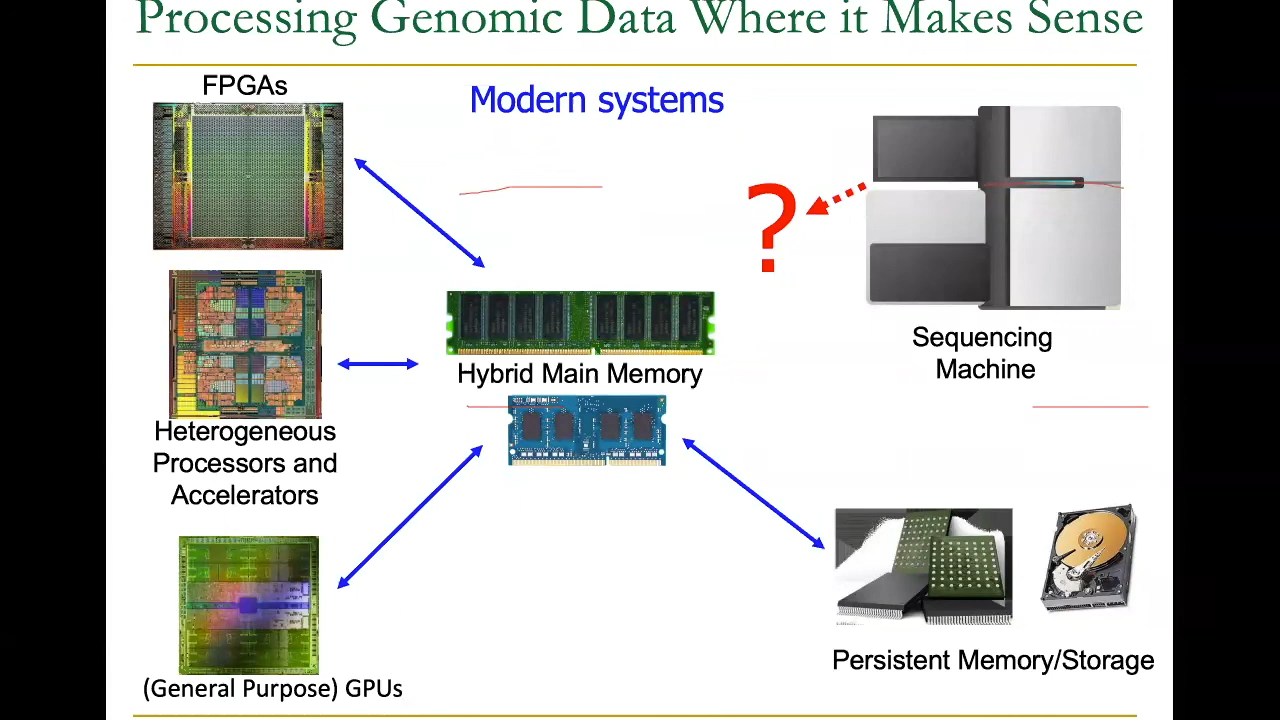 Processing Genomic Data Where it Makes Sense
FPGAs
Modern systems
?
Sequencing
Machine
Hybrid Main Memory
Heterogeneous
Processors and
Accelerators
Persistent Memory/Storage
(General Purpose) GPUs